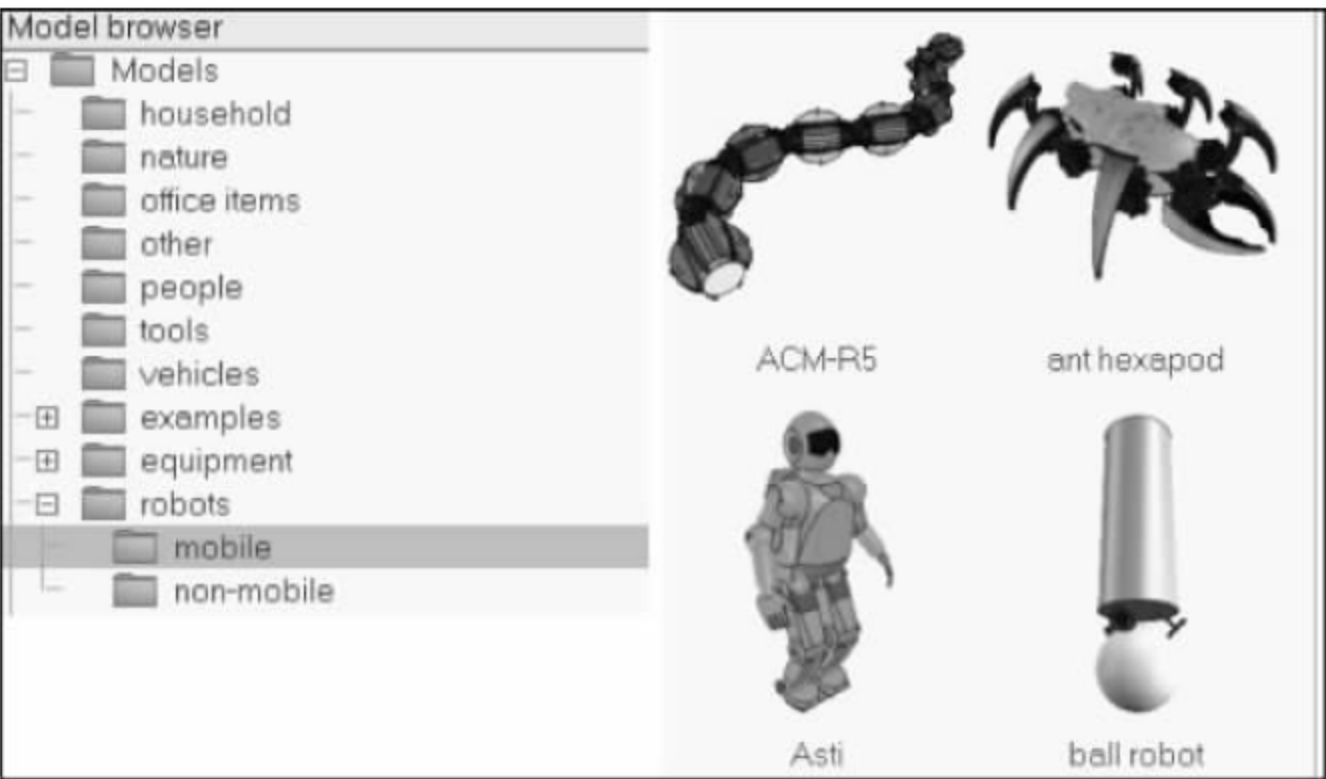 Model browser
Models
household
nature
office items
other
people
tools
vehicles
examples
equipment
robots
mobile
non-mobile
ACM-R5
ant hexapod
Asti
ball robot